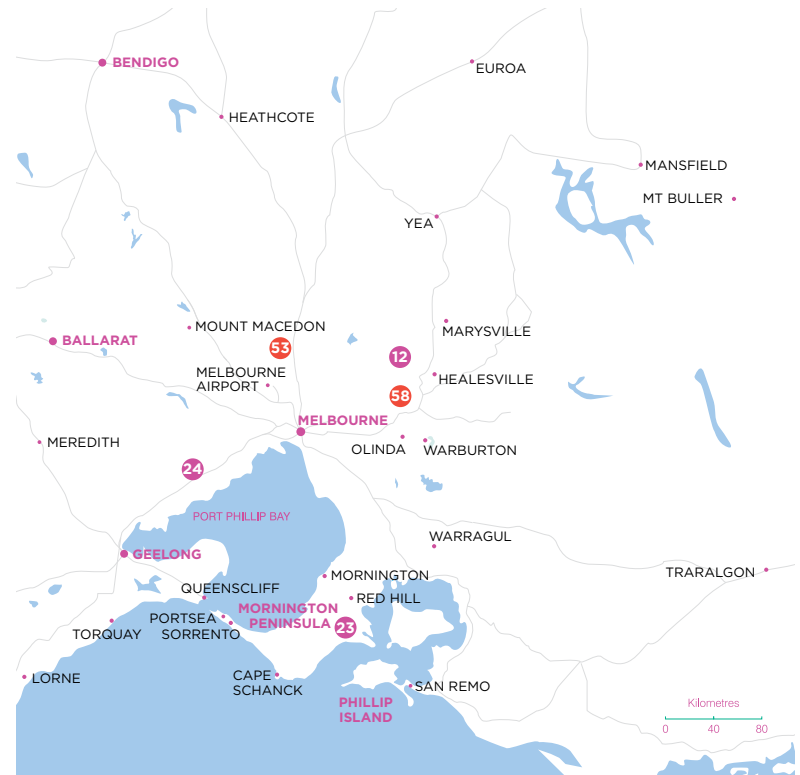 BENDIGO
EUROA
HEATHCOTE
MANSFIELD
MT BULLER
YEA
MOUNT MACEDON
MARYSVILLE
BALLARAT
53
12
MELBOURNE
AIRPORT
HEALESVILLE
58
MELBOURNE
MEREDITH
OLINDA
WARBURTON
24
PORT PHILLIP BAY
WARRAGUL
GEELONG
TRARALGON
MORNINGTON
QUEENSCLIFF
RED HILL
MORNINGTON
PENINSULA
23
PORTSEA
SORRENTO
TORQUAY
LORNE
CAPE
SCHANCK
SAN REMO
PHILLIP
ISLAND
Kilometres
0 40 80